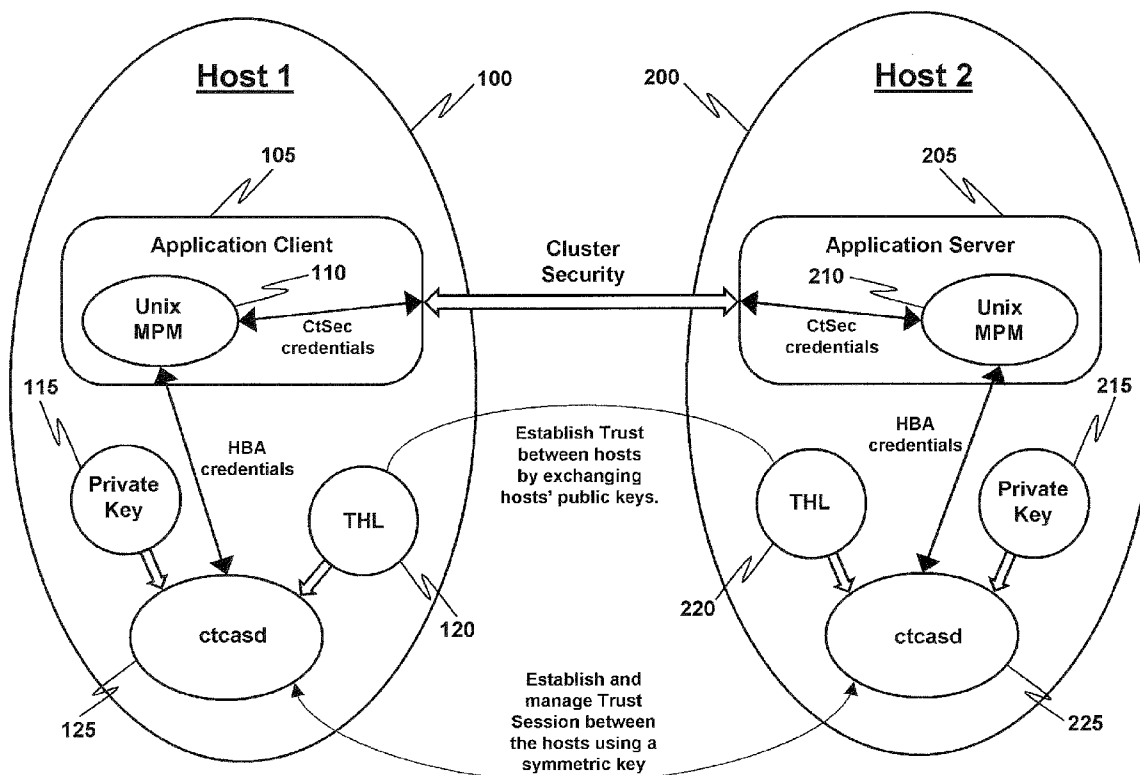 Host 1
100
200
Host 2
105
205
Application Client
110
Unix
MPM
CtSec
credentials
Cluster
Security
Application Server
210
Unix
MPM
CtSec
credentials
115
HBA
credentials
Private
Key
THL
Establish Trust
between hosts
by exchanging
hosts' public keys.
HBA
credentials
215
THL
Private
Key
120
220
ctcasd
ctcasd
125
225
Establish and
manage Trust
Session between
the hosts using a
symmetric key